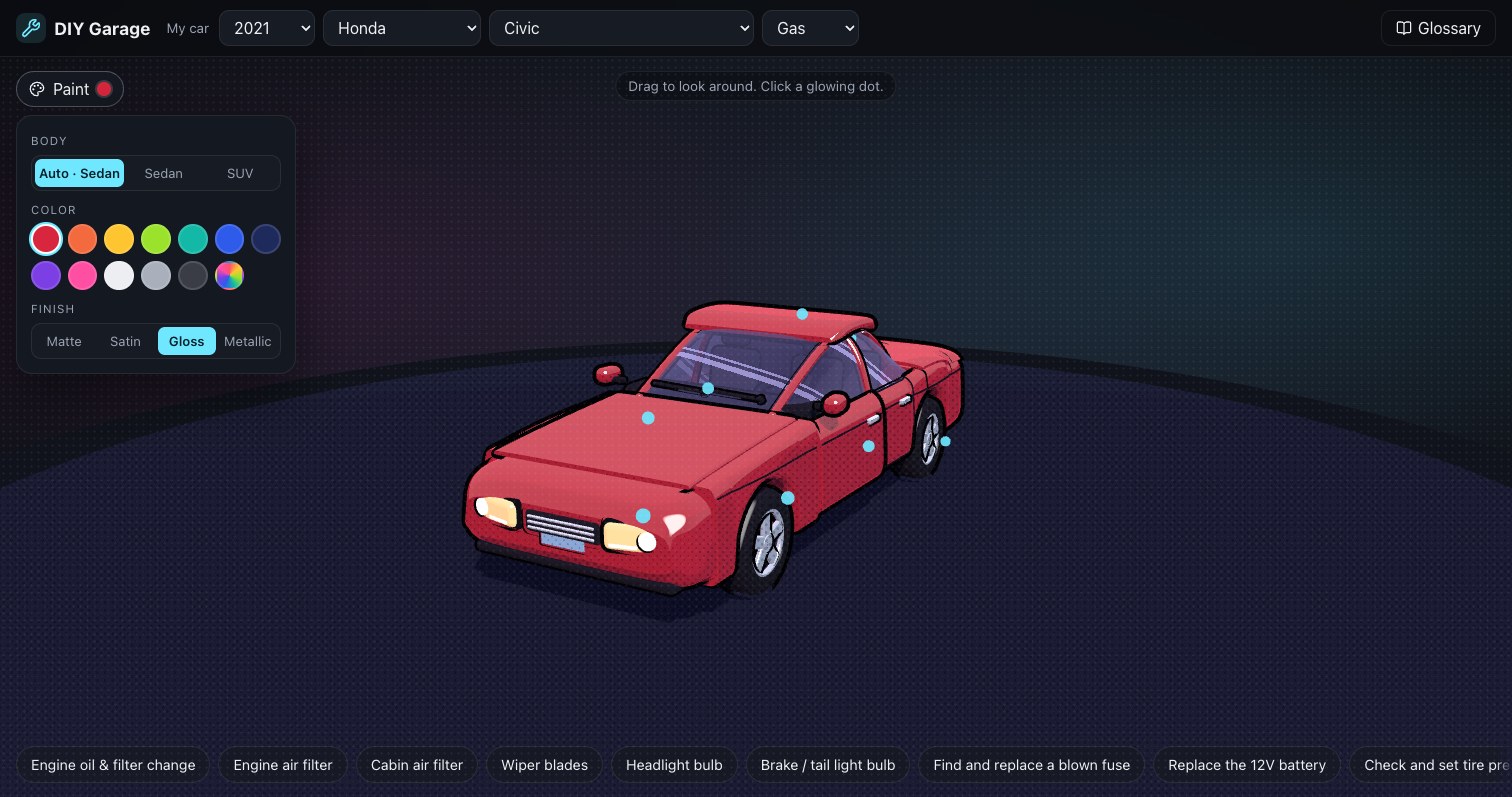 DIY Garage My car 2021 Honda Civic Gas Glossary
Paint
Drag to look around. Click a glowing dot.
BODY
Auto · Sedan Sedan SUV
COLOR
FINISH
Matte Satin Gloss Metallic
Engine oil & filter change Engine air filter Cabin air filter Wiper blades Headlight bulb Brake / tail light bulb Find and replace a blown fuse Replace the 12V battery Check and set tire pre